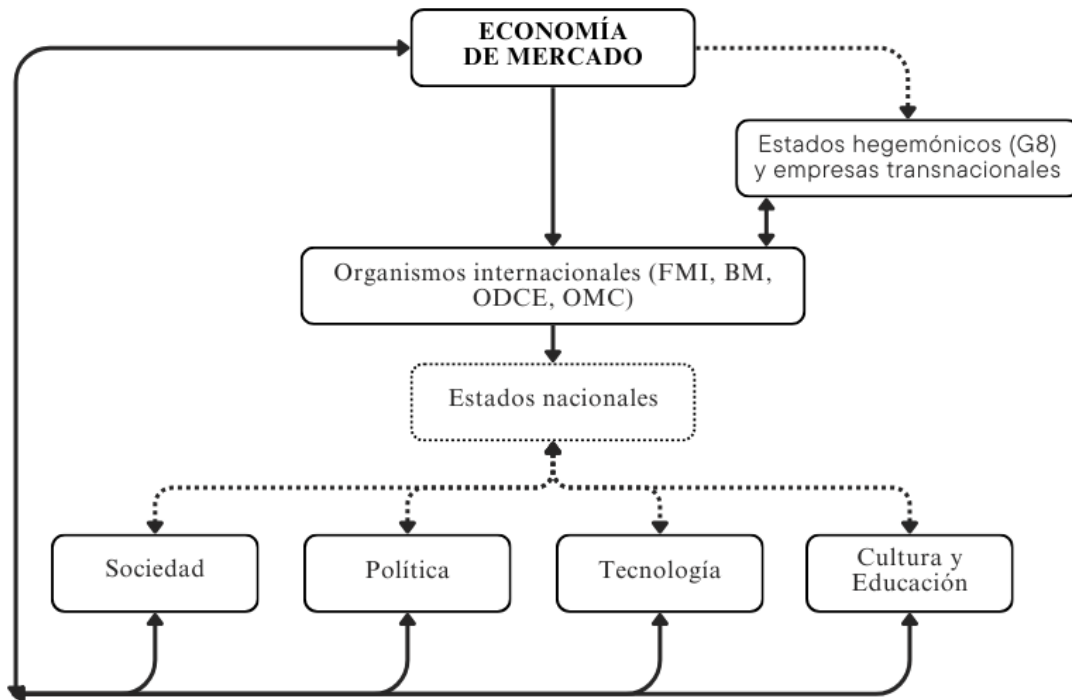 ECONOMÍA
DE MERCADO
Estados hegemónicos (G8)
y empresas transnacionales
Organismos internacionales (FMI, BM,
ODCE, OMC)
Estados nacionales
Sociedad
Política
Tecnología
Cultura y
Educación